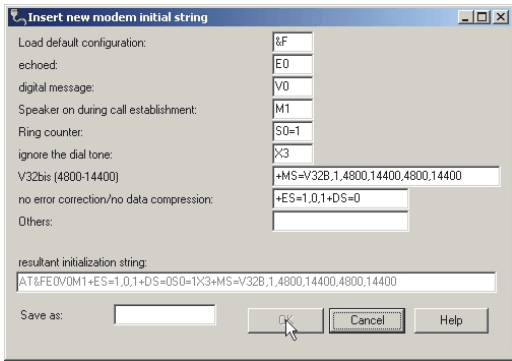 Insert new modem initial string
Load default configuration: &F
echoed: E0
digital message: V0
Speaker on during call establishment: M1
Ring counter: S0=1
ignore the dial tone: X3
V32bis (4800-14400) +MS=V32B,1,4800,14400,4800,14400
no error correction/no data compression: +ES=1,0,1+DS=0
Others:
resultant initialization string:
AT&FE0V0M1+ES=1,0,1+DS=0S0=1X3+MS=V32B,1,4800,14400,4800,14400
Save as: OK Cancel Help